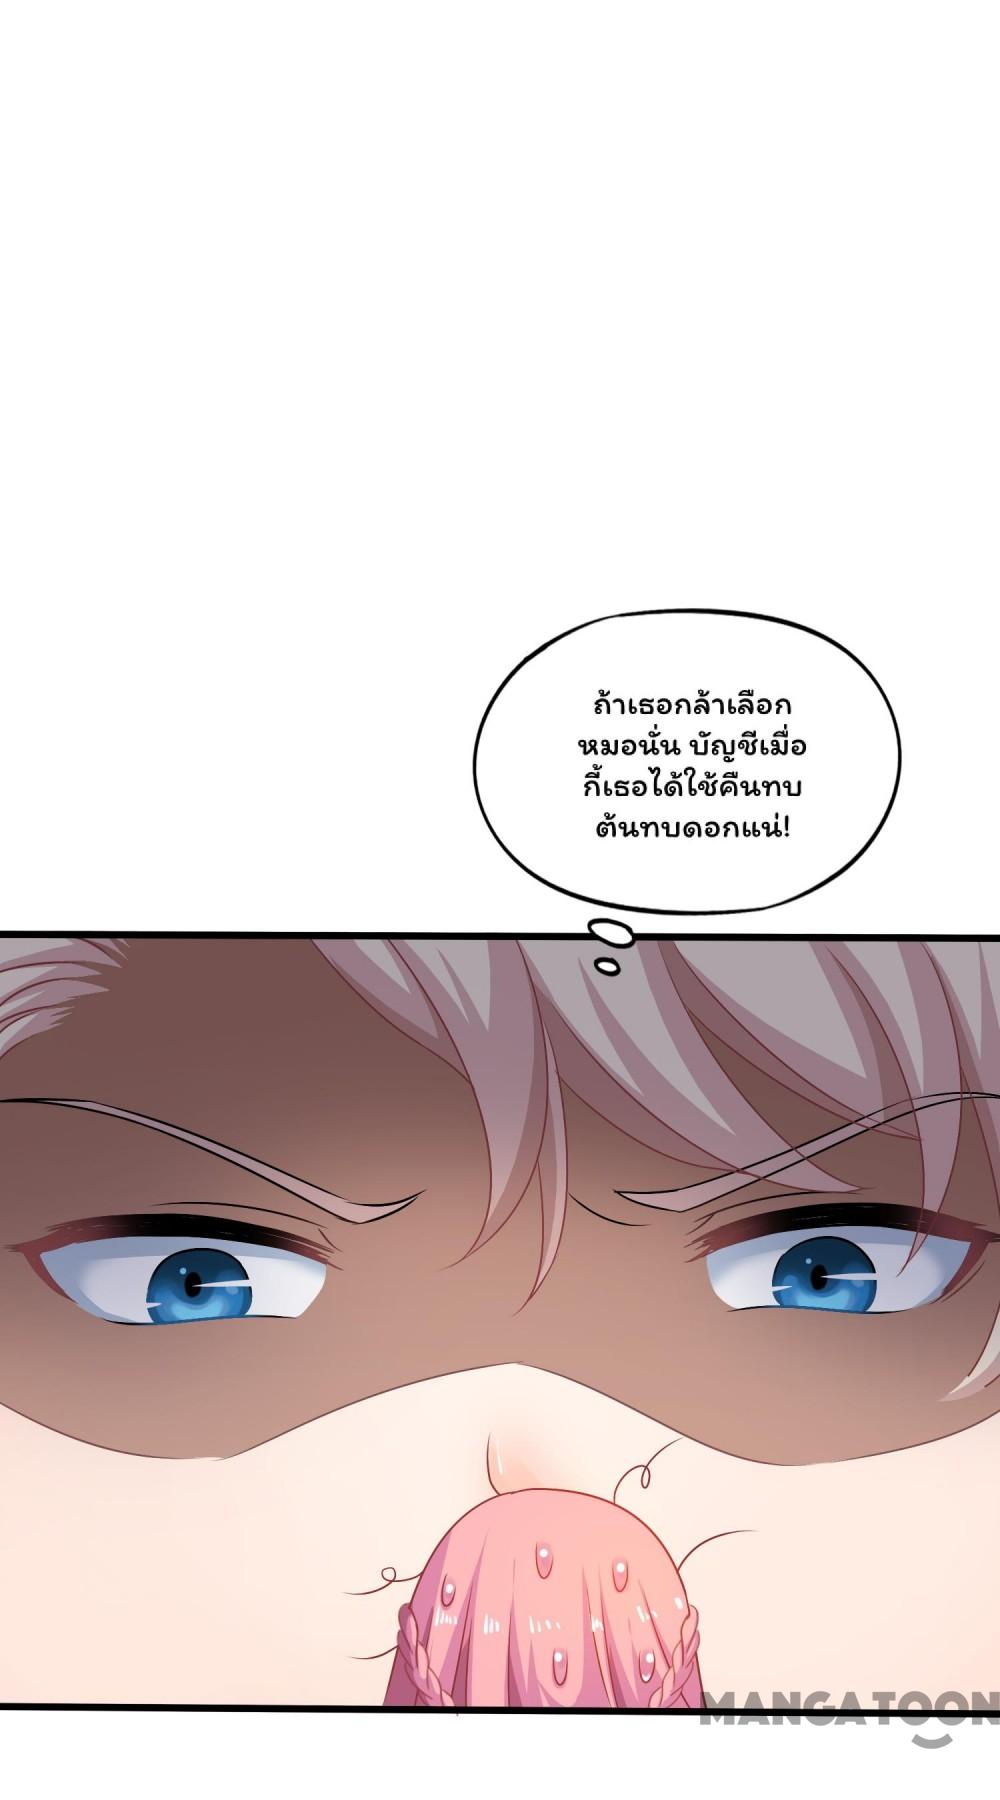 ถ้าเธอกล้าเลือก
หมอนั่น บัญชีเมื่อ
กี้เธอได้ใช้คืนทบ
ต้นทบดอกแน่!
MANGATOON